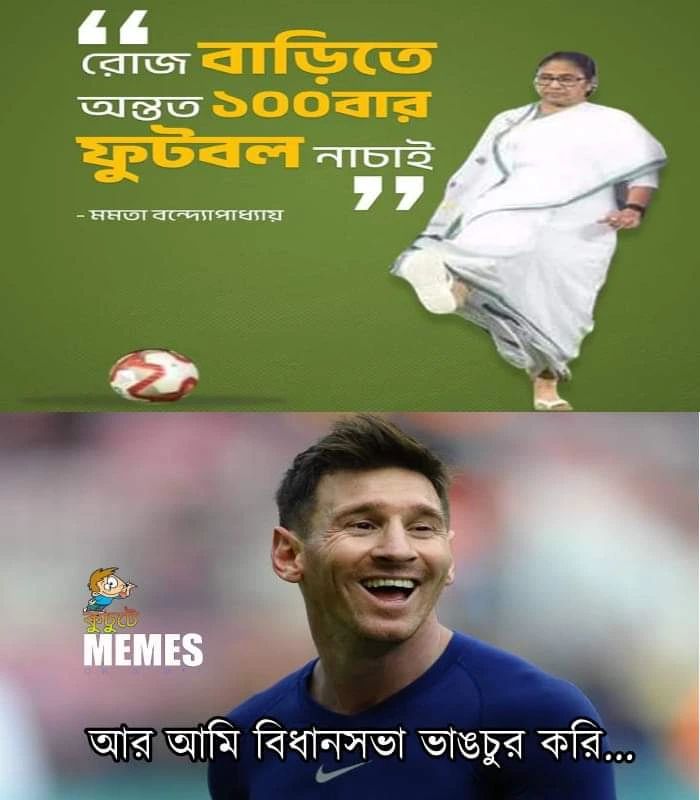 “
রোজ বাড়িতে
অন্তত ১০০বার
ফুটবল নাচাই
”
- মমতা বন্দ্যোপাধ্যায়
কুচুটে
MEMES
আর আমি বিধানসভা ভাঙচুর করি...